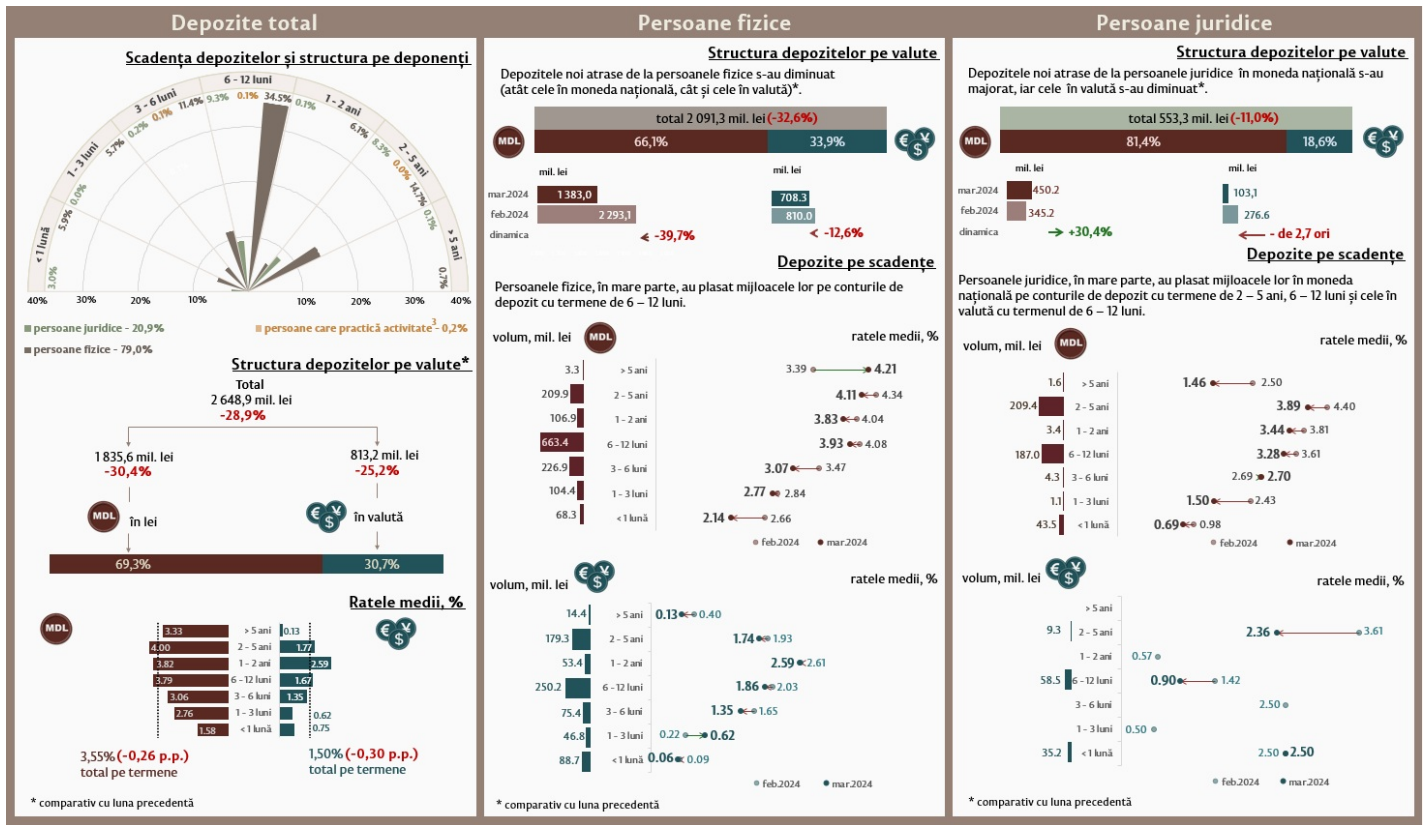 Depozite total
Scadența depozitelor și structura pe deponenți
< 1 lună
1 - 3 luni
3 - 6 luni
6 - 12 luni
1 - 2 ani
2 - 5 ani
> 5 ani
3.0%
5.9%
0.0%
5.7%
0.2%
0.1%
11.4%
9.3%
0.1%
34.5%
0.1%
6.1%
8.3%
0.0%
14.7%
0.1%
0.7%
40% 30% 20% 10% 10% 20% 30% 40%
persoane juridice - 20,9%
persoane care practică activitate³- 0,2%
persoane fizice - 79,0%
Structura depozitelor pe valute*
Total
2 648,9 mil. lei
-28,9%
1 835,6 mil. lei
-30,4%
813,2 mil. lei
-25,2%
MDL în lei
€ ¥ $ în valută
69,3% 30,7%
Ratele medii, %
MDL
€ ¥ $
3.33 > 5 ani 0.13
4.00 2 - 5 ani 1.77
3.82 1 - 2 ani 2.59
3.79 6 - 12 luni 1.67
3.06 3 - 6 luni 1.35
2.76 1 - 3 luni 0.62
1.58 < 1 lună 0.75
3,55% (-0,26 p.p.)
total pe termene
1,50% (-0,30 p.p.)
total pe termene
* comparativ cu luna precedentă
Persoane fizice
Structura depozitelor pe valute
Depozitele noi atrase de la persoanele fizice s-au diminuat
(atât cele în moneda națională, cât și cele în valută)*.
total 2 091,3 mil. lei (-32,6%)
MDL 66,1% 33,9% € ¥ $
mil. lei mil. lei
mar.2024 1 383,0 708.3
feb.2024 2 293,1 810.0
dinamica -39,7% -12,6%
Depozite pe scadențe
Persoanele fizice, în mare parte, au plasat mijloacele lor pe conturile de
depozit cu termene de 6 – 12 luni.
volum, mil. lei MDL ratele medii, %
3.3 > 5 ani 3.39 4.21
209.9 2 - 5 ani 4.11 4.34
106.9 1 - 2 ani 3.83 4.04
663.4 6 - 12 luni 3.93 4.08
226.9 3 - 6 luni 3.07 3.47
104.4 1 - 3 luni 2.77 2.84
68.3 < 1 lună 2.14 2.66
feb.2024 mar.2024
volum, mil. lei € ¥ $ ratele medii, %
14.4 > 5 ani 0.13 0.40
179.3 2 - 5 ani 1.74 1.93
53.4 1 - 2 ani 2.59 2.61
250.2 6 - 12 luni 1.86 2.03
75.4 3 - 6 luni 1.35 1.65
46.8 1 - 3 luni 0.22 0.62
88.7 < 1 lună 0.06 0.09
feb.2024 mar.2024
* comparativ cu luna precedentă
Persoane juridice
Structura depozitelor pe valute
Depozitele noi atrase de la persoanele juridice în moneda națională s-au
majorat, iar cele în valută s-au diminuat*.
total 553,3 mil. lei (-11,0%)
MDL 81,4% 18,6% € ¥ $
mil. lei mil. lei
mar.2024 450.2 103,1
feb.2024 345.2 276.6
dinamica +30,4% - de 2,7 ori
Depozite pe scadențe
Persoanele juridice, în mare parte, au plasat mijloacele lor în moneda
națională pe conturile de depozit cu termene de 2 – 5 ani, 6 – 12 luni și cele în
valută cu termenul de 6 – 12 luni.
volum, mil. lei MDL ratele medii, %
1.6 > 5 ani 1.46 2.50
209.4 2 - 5 ani 3.89 4.40
3.4 1 - 2 ani 3.44 3.81
187.0 6 - 12 luni 3.28 3.61
4.3 3 - 6 luni 2.69 2.70
1.1 1 - 3 luni 1.50 2.43
43.5 < 1 lună 0.69 0.98
feb.2024 mar.2024
volum, mil. lei € ¥ $ ratele medii, %
> 5 ani
9.3 2 - 5 ani 2.36 3.61
1 - 2 ani 0.57
58.5 6 - 12 luni 0.90 1.42
3 - 6 luni 2.50
1 - 3 luni 0.50
35.2 < 1 lună 2.50 2.50
feb.2024 mar.2024
* comparativ cu luna precedentă